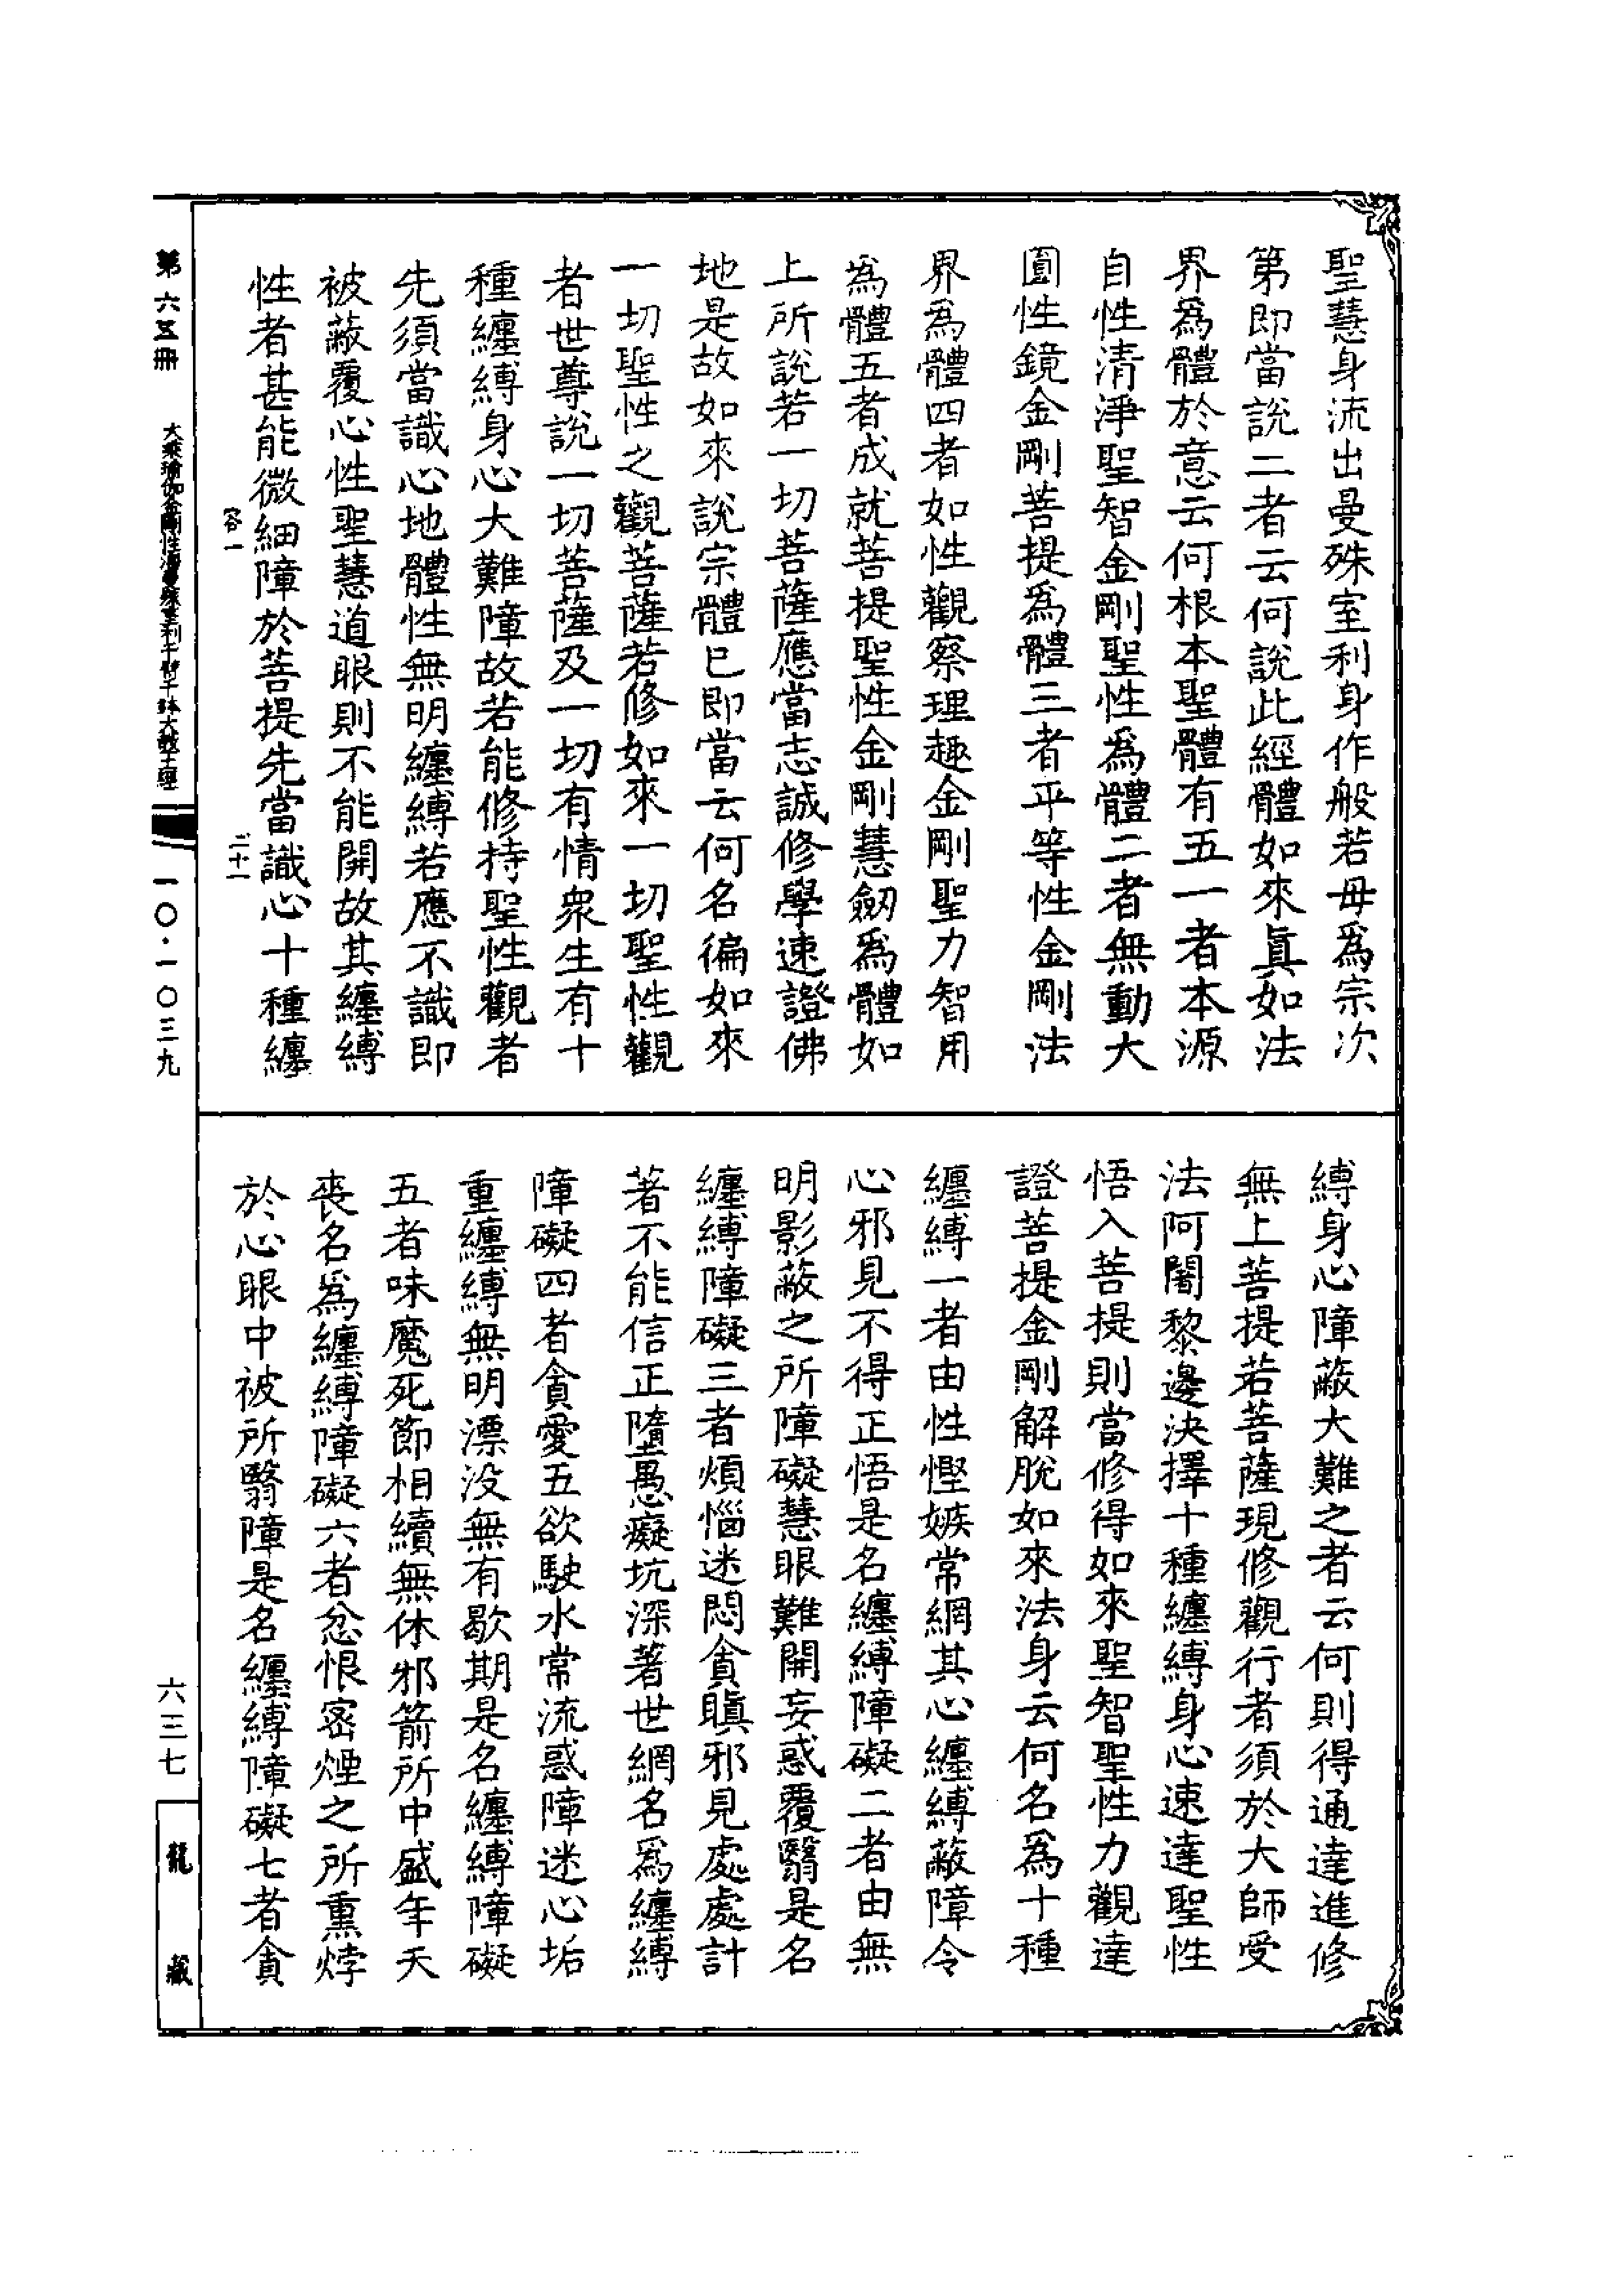 聖慧身流出曼殊室利身作般若母爲宗次
第即當說二者云何說此經體如來眞如法
界爲體於意云何根本聖體有五一者本源
自性清淨聖智金剛聖性爲體二者無動大
圓性鏡金剛菩提爲體三者平等性金剛法
界爲體四者如性觀察理趣金剛聖力智用
爲體五者成就菩提聖性金剛慧劒爲體如
上所說若一切菩薩應當志誠修學速證佛
地是故如來說宗體已即當云何名徧如來
一切聖性之觀菩薩若修如來一切聖性觀
者世尊說一切菩薩及一切有情衆生有十
種纏縛身心大難障故若能修持聖性觀者
先須當識心地體性無明纏縛若應不識即
被蔽覆心性聖慧道眼則不能開故其纏縛
性者甚能微細障於菩提先當識心十種纏
縛身心障蔽大難之者云何則得通達進修
無上菩提若菩薩現修觀行者須於大師受
法阿闍黎邊決擇十種纏縛身心速達聖性
悟入菩提則當修得如來聖智聖性力觀達
證菩提金剛解脫如來法身云何名爲十種
纏縛一者由性慳嫉常網其心纏縛蔽障令
心邪見不得正悟是名纏縛障礙二者由無
明影蔽之所障礙慧眼難開妄惑覆翳是名
纏縛障礙三者煩惱迷悶貪瞋邪見處處計
著不能信正墮愚癡坑深著世網名爲纏縛
障礙四者貪愛五欲駛水常流惑障迷心垢
重纏縛無明漂沒無有歇期是名纏縛障礙
五者味魔死節相續無休邪箭所中盛年夭
喪名爲纏縛障礙六者忿恨密煙之所熏悖
於心眼中被所翳障是名纏縛障礙七者貪
第六五冊
大乘瑜伽金剛性海曼殊室利千臂千鉢大教王經
容一
二十一
一〇·一〇三九
六三七
龍藏